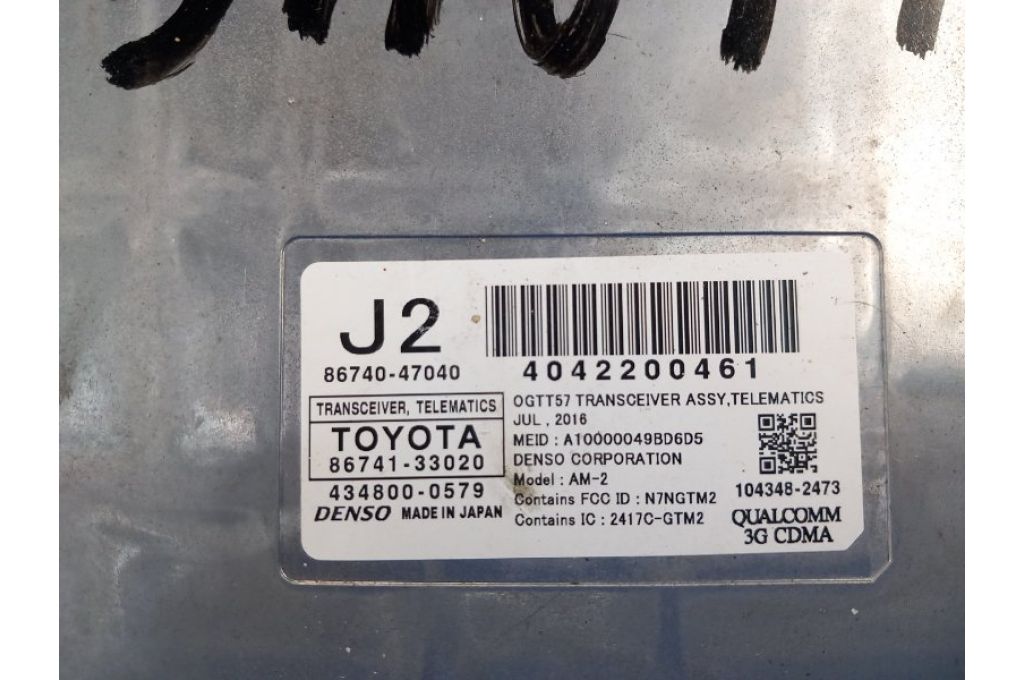 J2
86740-47040
4042200461
TRANSCEIVER, TELEMATICS
TOYOTA
86741-33020
434800-0579
DENSO MADE IN JAPAN
OGTT57 TRANSCEIVER ASSY,TELEMATICS
JUL , 2016
MEID : A10000049BD6D5
DENSO CORPORATION
Model : AM-2
Contains FCC ID : N7NGTM2
Contains IC : 2417C-GTM2
104348-2473
QUALCOMM
3G CDMA